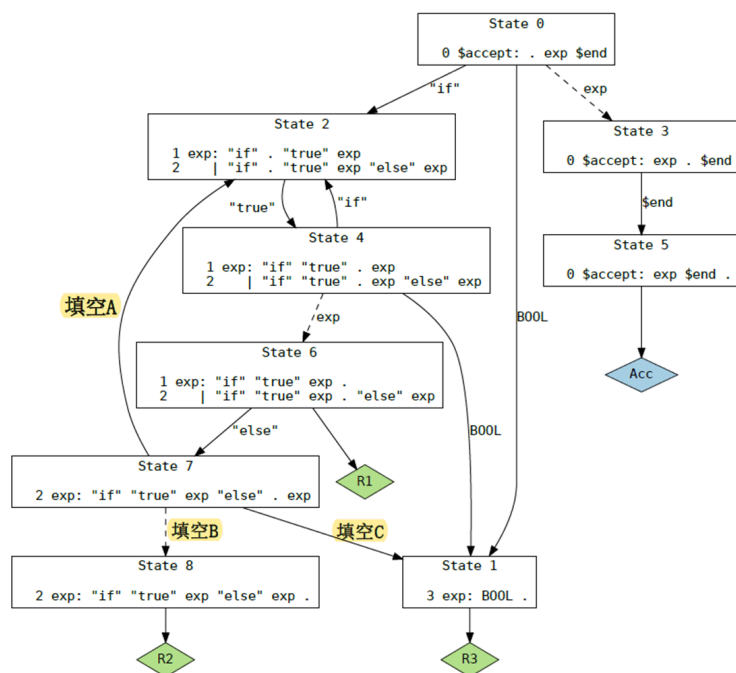 State 0
0 $accept: . exp $end
"if"
exp
State 2
1 exp: "if" . "true" exp
2 | "if" . "true" exp "else" exp
State 3
0 $accept: exp . $end
"true"
"if"
$end
State 4
1 exp: "if" "true" . exp
2 | "if" "true" . exp "else" exp
State 5
0 $accept: exp $end .
填空A
exp
BOOL
State 6
1 exp: "if" "true" exp .
2 | "if" "true" exp . "else" exp
Acc
"else"
BOOL
State 7
2 exp: "if" "true" exp "else" . exp
R1
填空B
填空C
State 8
2 exp: "if" "true" exp "else" exp .
State 1
3 exp: BOOL .
R2
R3